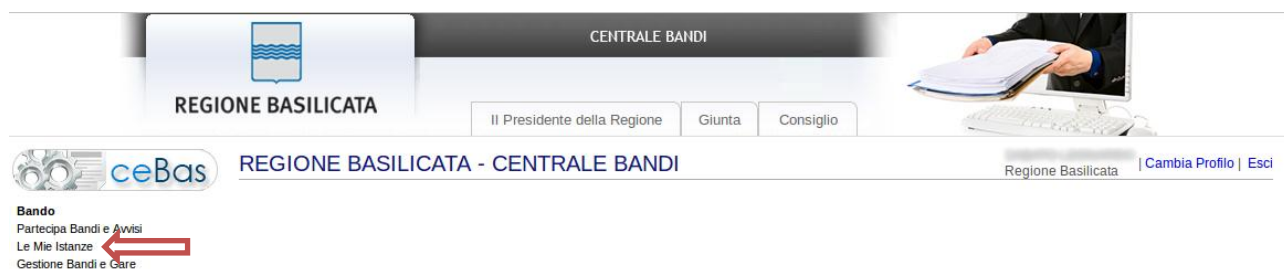 CENTRALE BANDI
REGIONE BASILICATA
Il Presidente della Regione
Giunta
Consiglio
ceBas
REGIONE BASILICATA - CENTRALE BANDI
Regione Basilicata
| Cambia Profilo | Esci
Bando
Partecipa Bandi e Avvisi
Le Mie Istanze
Gestione Bandi e Gare